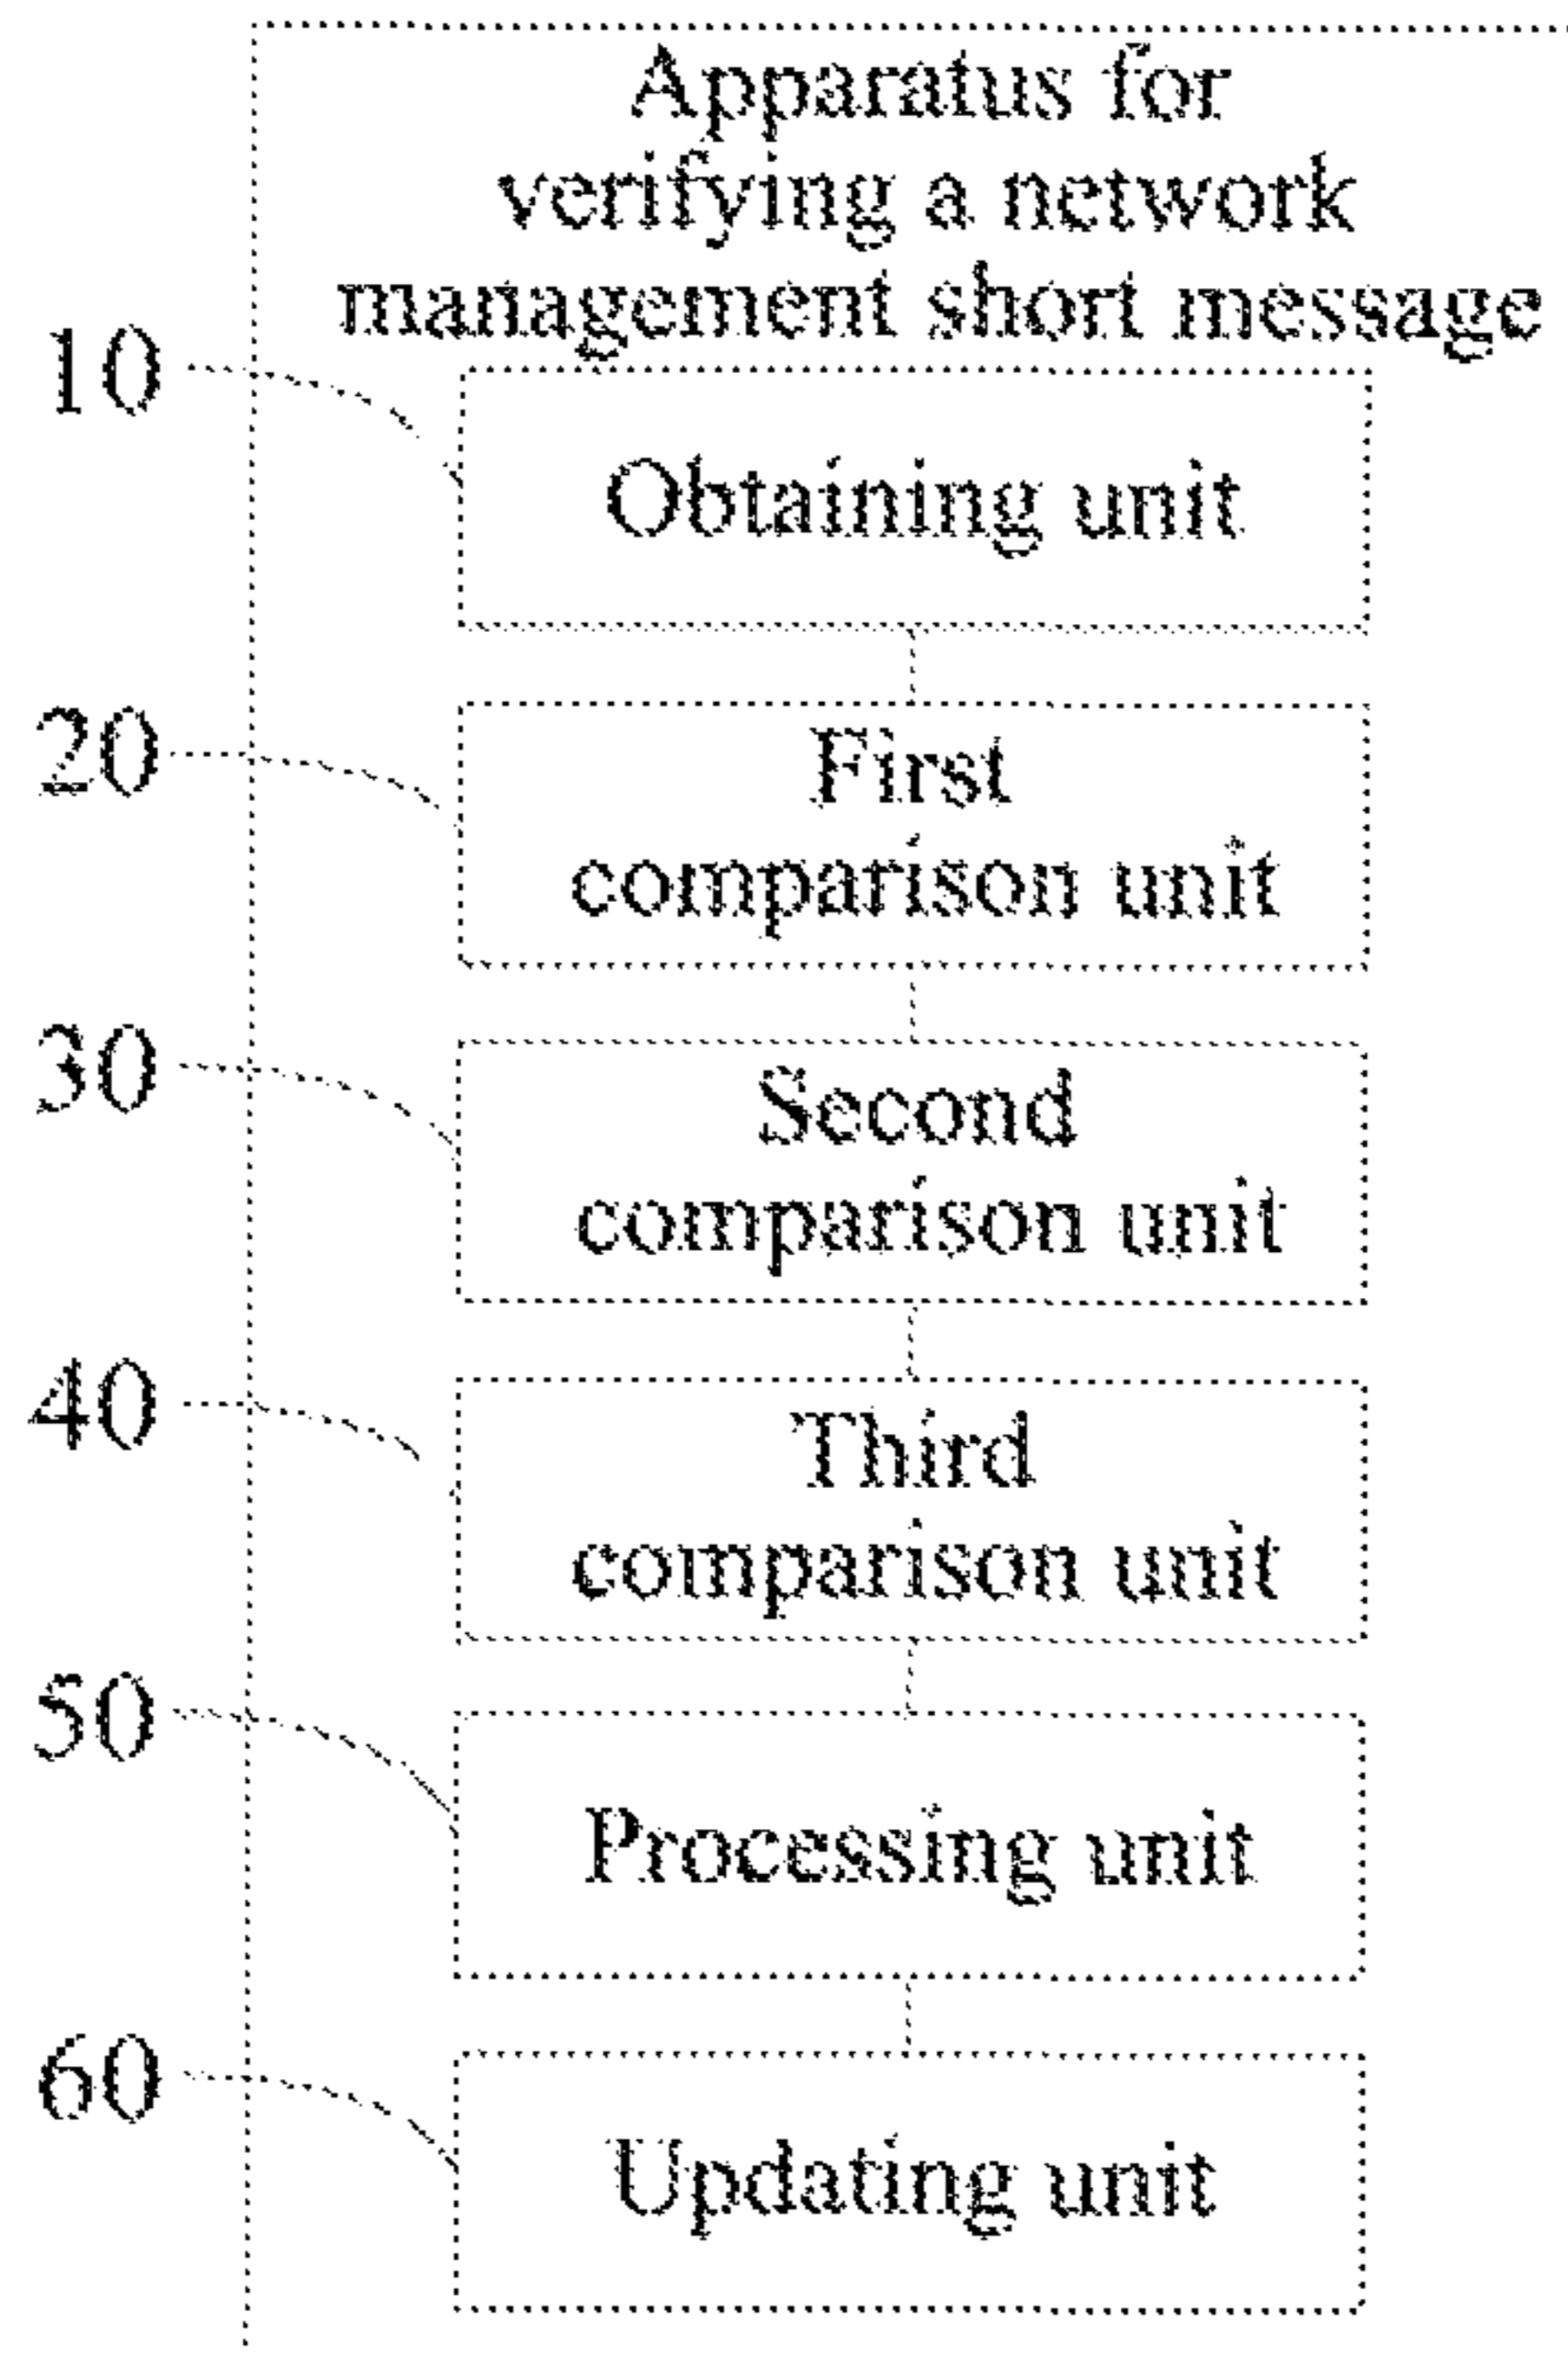 Apparatus for
verifying a network
management short message
10
Obtaining unit
20
First
comparison unit
30
Second
comparison unit
40
Third
comparison unit
50
Processing unit
60
Updating unit